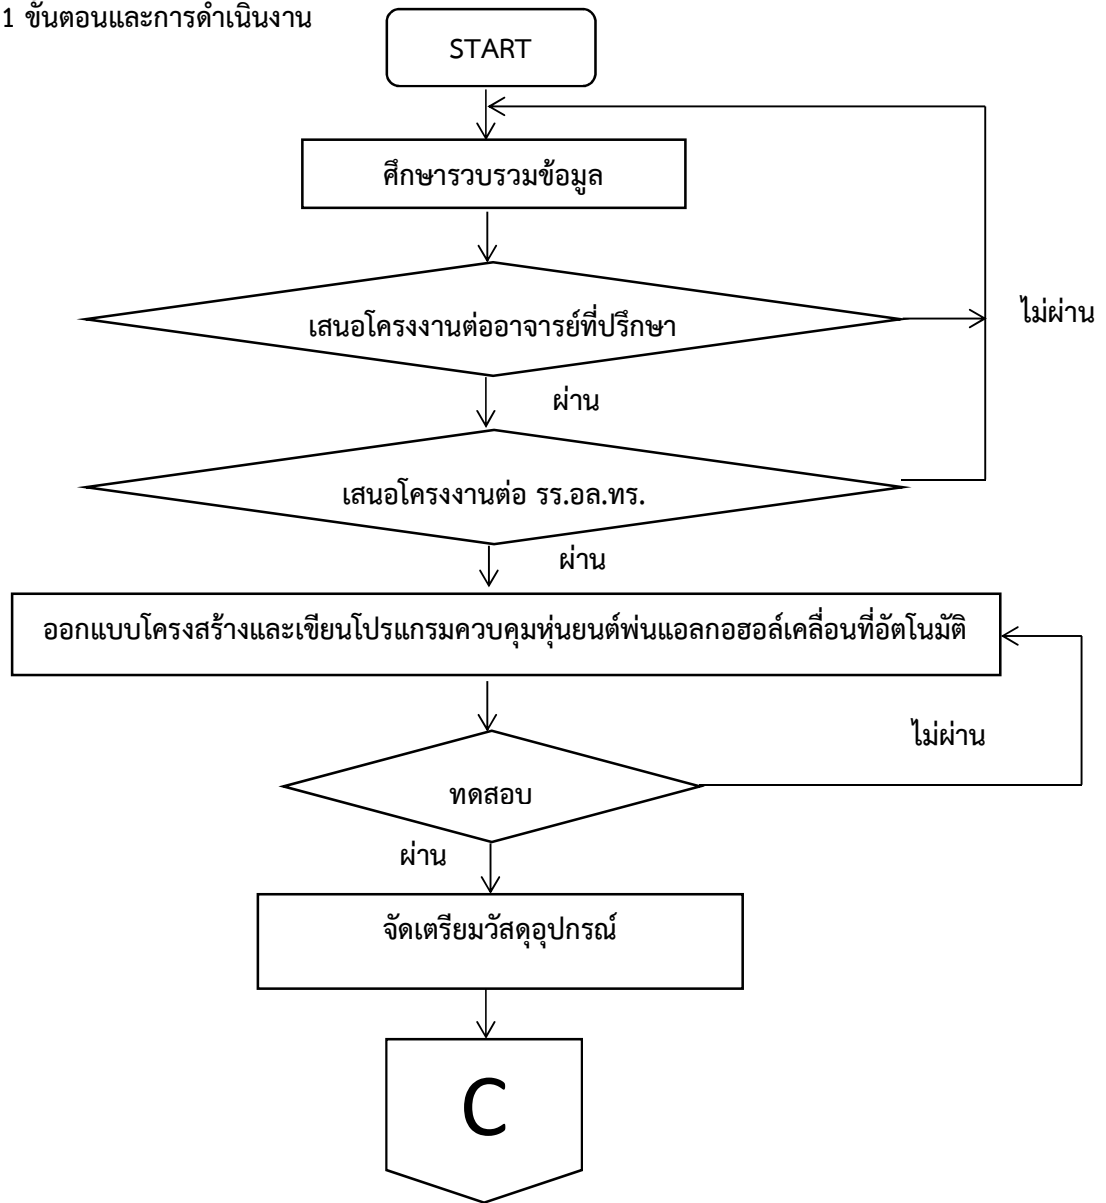 1 ขั้นตอนและการดำเนินงาน
START
ศึกษารวบรวมข้อมูล
เสนอโครงงานต่ออาจารย์ที่ปรึกษา
ไม่ผ่าน
ผ่าน
เสนอโครงงานต่อ รร.อล.ทร.
ผ่าน
ออกแบบโครงสร้างและเขียนโปรแกรมควบคุมหุ่นยนต์พ่นแอลกอฮอล์เคลื่อนที่อัตโนมัติ
ไม่ผ่าน
ทดสอบ
ผ่าน
จัดเตรียมวัสดุอุปกรณ์
C